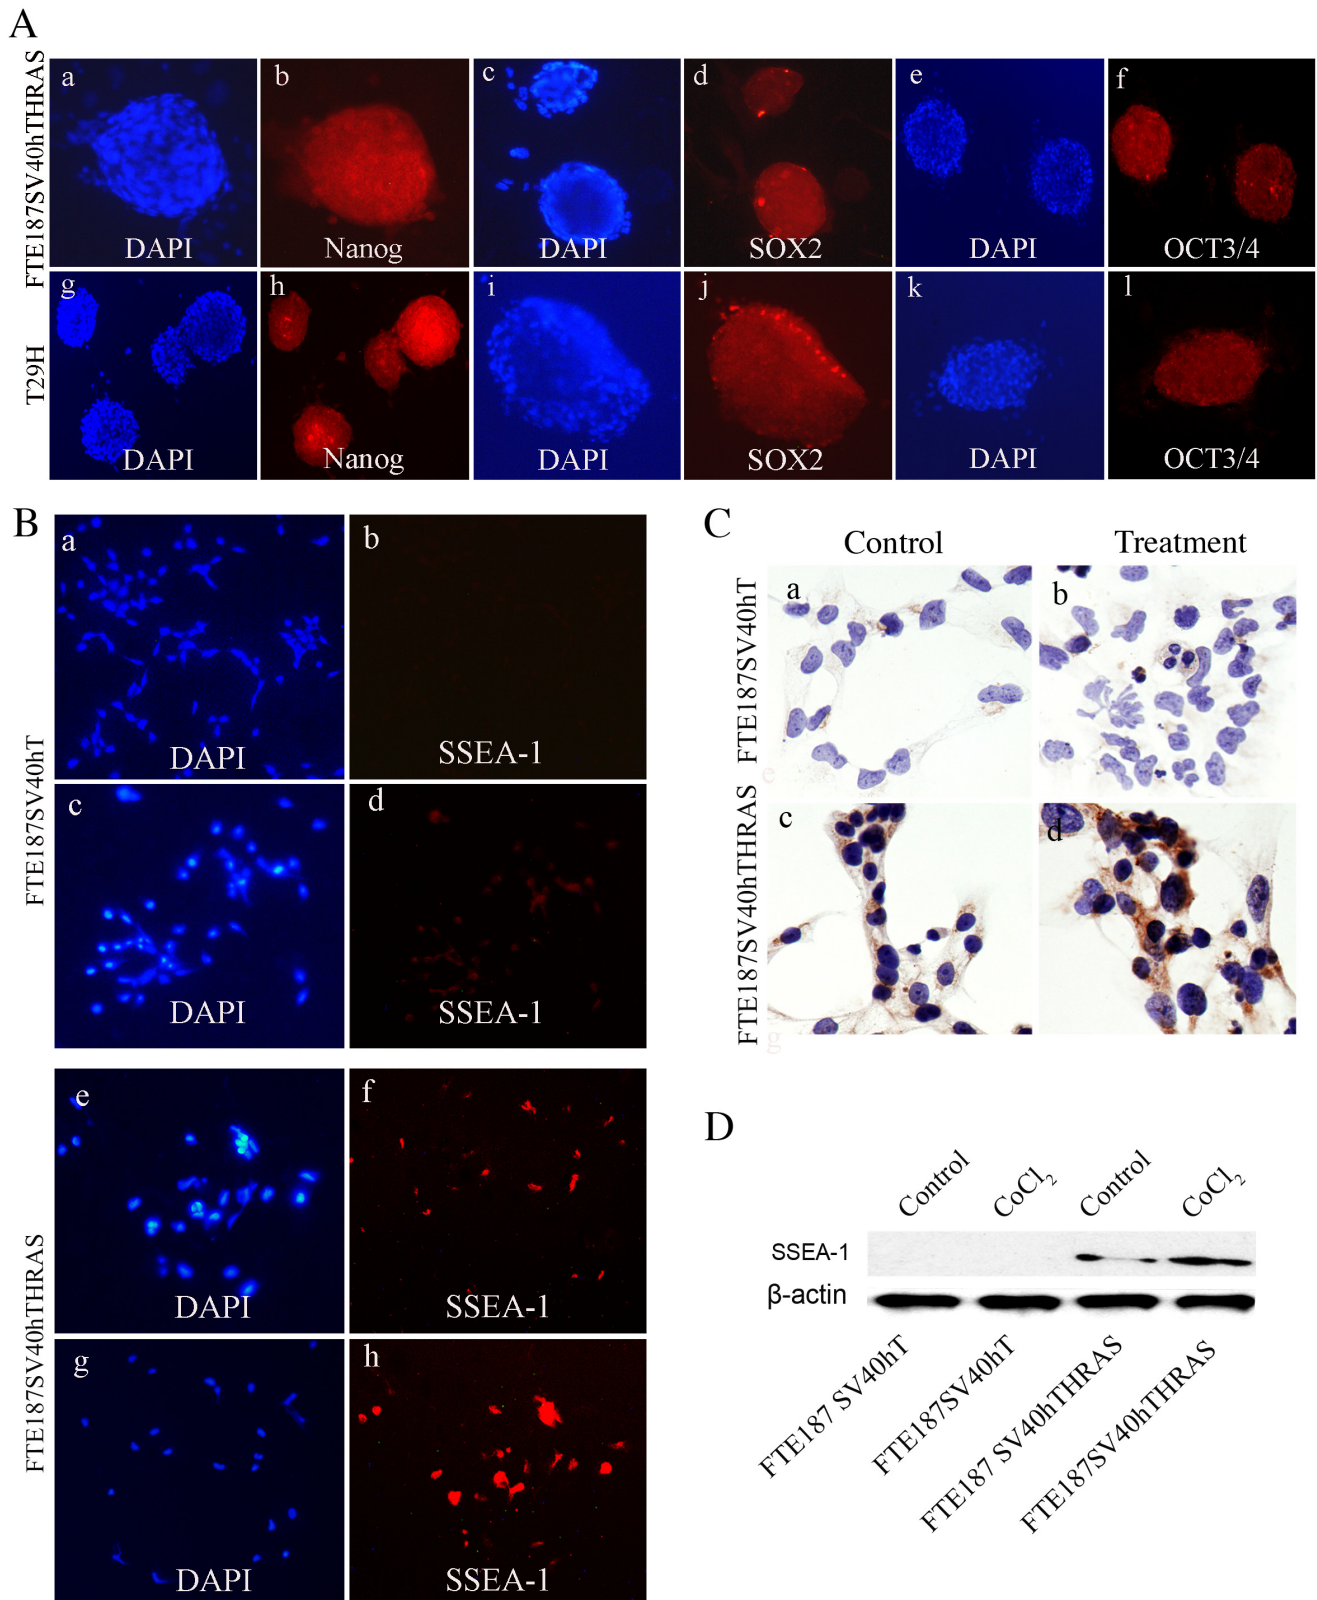 A
FTE187SV40hTHRAS
a
b
c
d
e
f
DAPI
Nanog
DAPI
SOX2
DAPI
OCT3/4
T29H
g
h
i
j
k
l
DAPI
Nanog
DAPI
SOX2
DAPI
OCT3/4
B
FTE187SV40hT
a
b
DAPI
SSEA-1
c
d
DAPI
SSEA-1
FTE187SV40hTHRAS
e
f
DAPI
SSEA-1
g
h
DAPI
SSEA-1
C
Control
Treatment
FTE187SV40hT
a
b
FTE187SV40hTHRAS
c
d
D
Control
CoCl2
Control
CoCl2
SSEA-1
β-actin
FTE187 SV40hT
FTE187SV40hT
FTE187 SV40hTHRAS
FTE187SV40hTHRAS